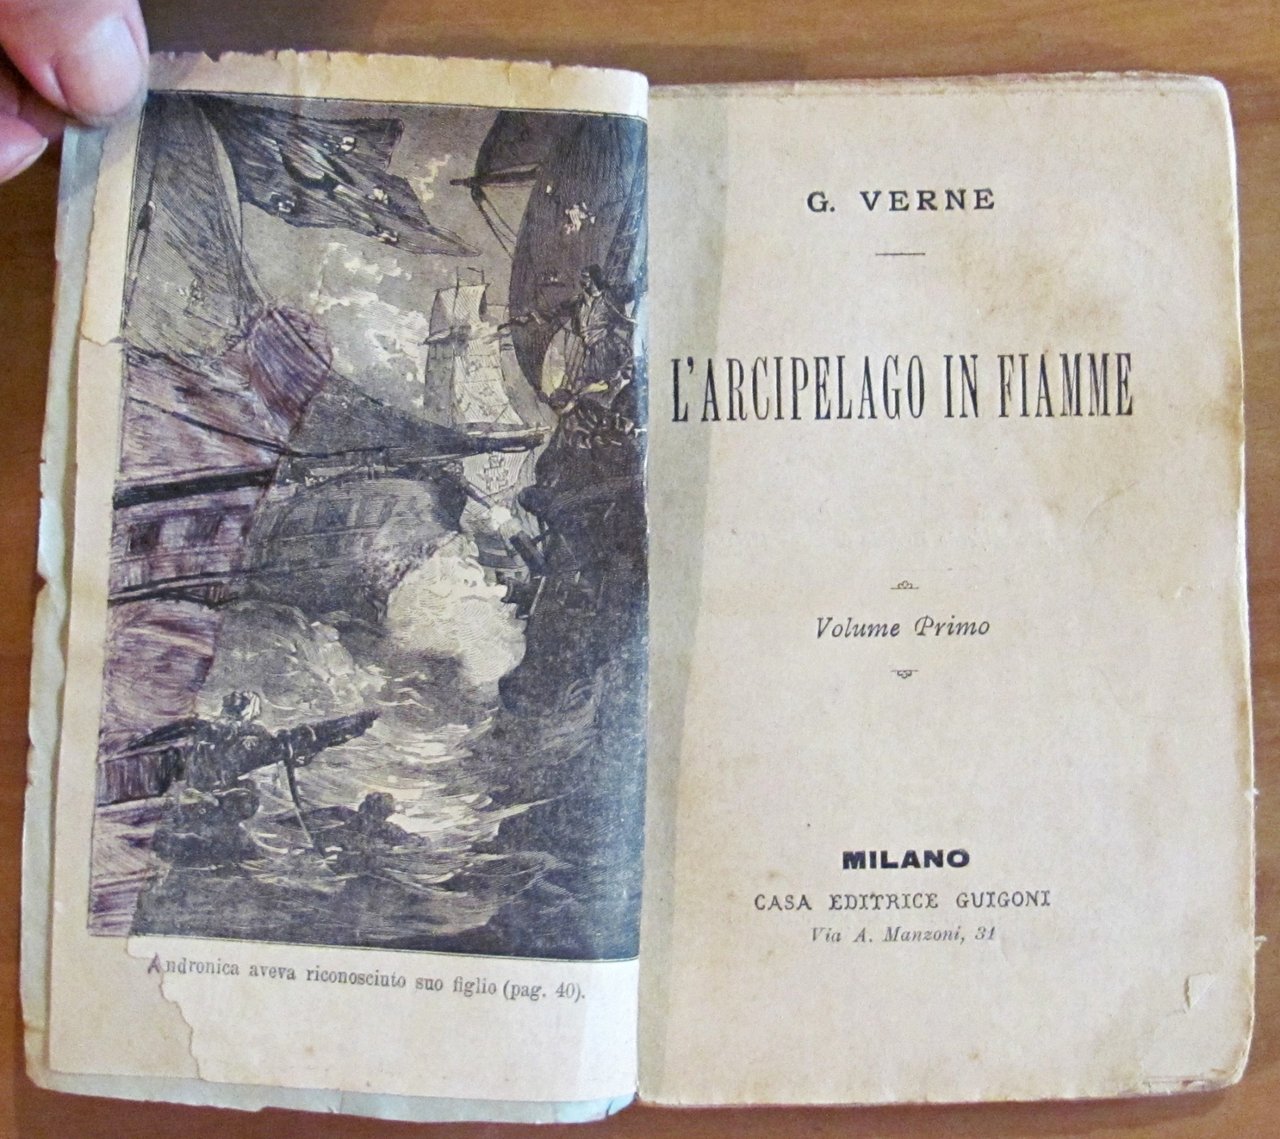 Andronica aveva riconosciuto suo figlio (pag. 40).
G. VERNE
L'ARCIPELAGO IN FIAMME
Volume Primo
MILANO
CASA EDITRICE GUIGONI
Via A. Manzoni, 31